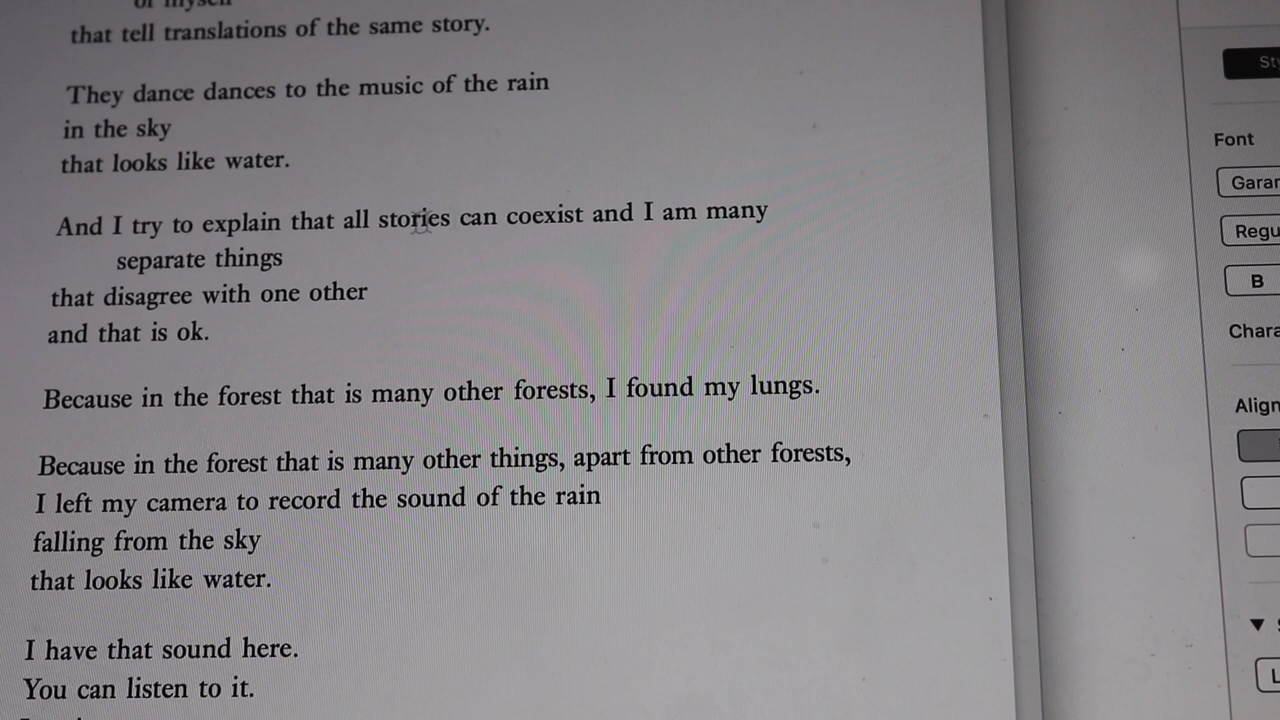 of myself
that tell translations of the same story.
They dance dances to the music of the rain
in the sky
that looks like water.
And I try to explain that all stories can coexist and I am many
separate things
that disagree with one other
and that is ok.
Because in the forest that is many other forests, I found my lungs.
Because in the forest that is many other things, apart from other forests,
I left my camera to record the sound of the rain
falling from the sky
that looks like water.
I have that sound here.
You can listen to it.
Font
B